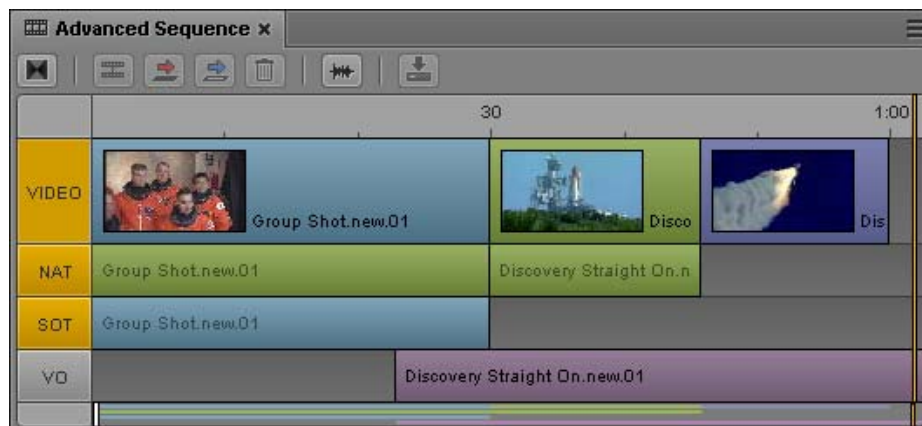 Advanced Sequence ×
30 1:00
VIDEO Group Shot.new.01 Disco Dis
NAT Group Shot.new.01 Discovery Straight On.n
SOT Group Shot.new.01
VO Discovery Straight On.new.01